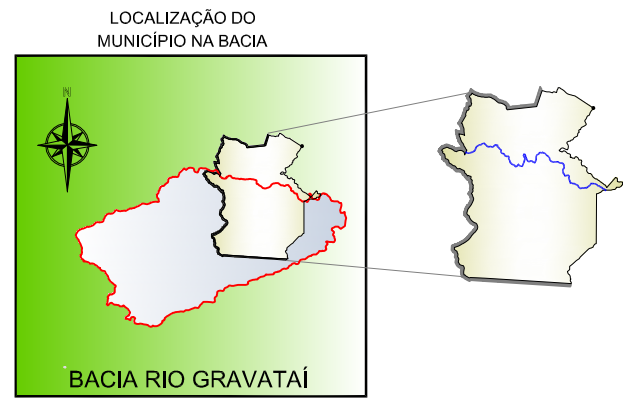 LOCALIZAÇÃO DO
MUNICÍPIO NA BACIA
N
BACIA RIO GRAVATAÍ